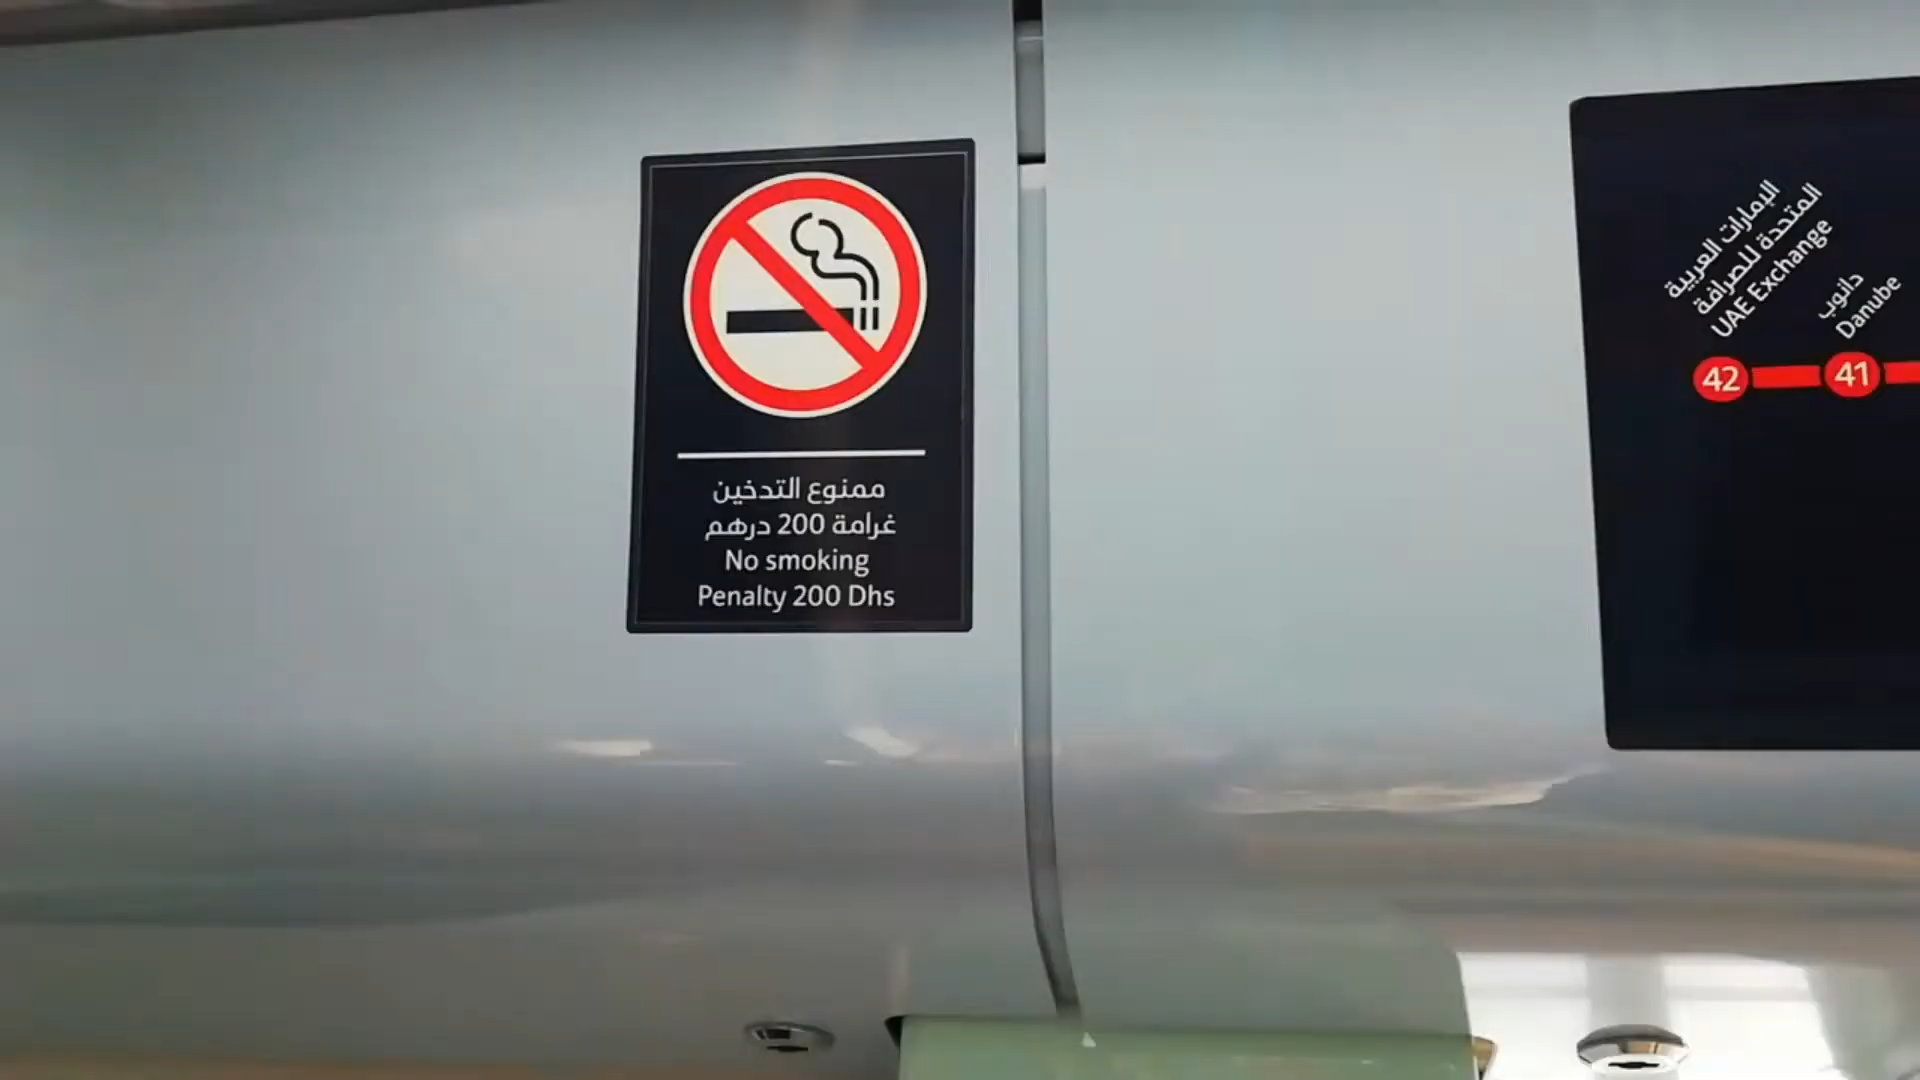 ممنوع التدخين
غرامة 200 درهم
No smoking
Penalty 200 Dhs
الإمارات العربية
المتحدة للصرافة
UAE Exchange
دانوب
Danube
42
41